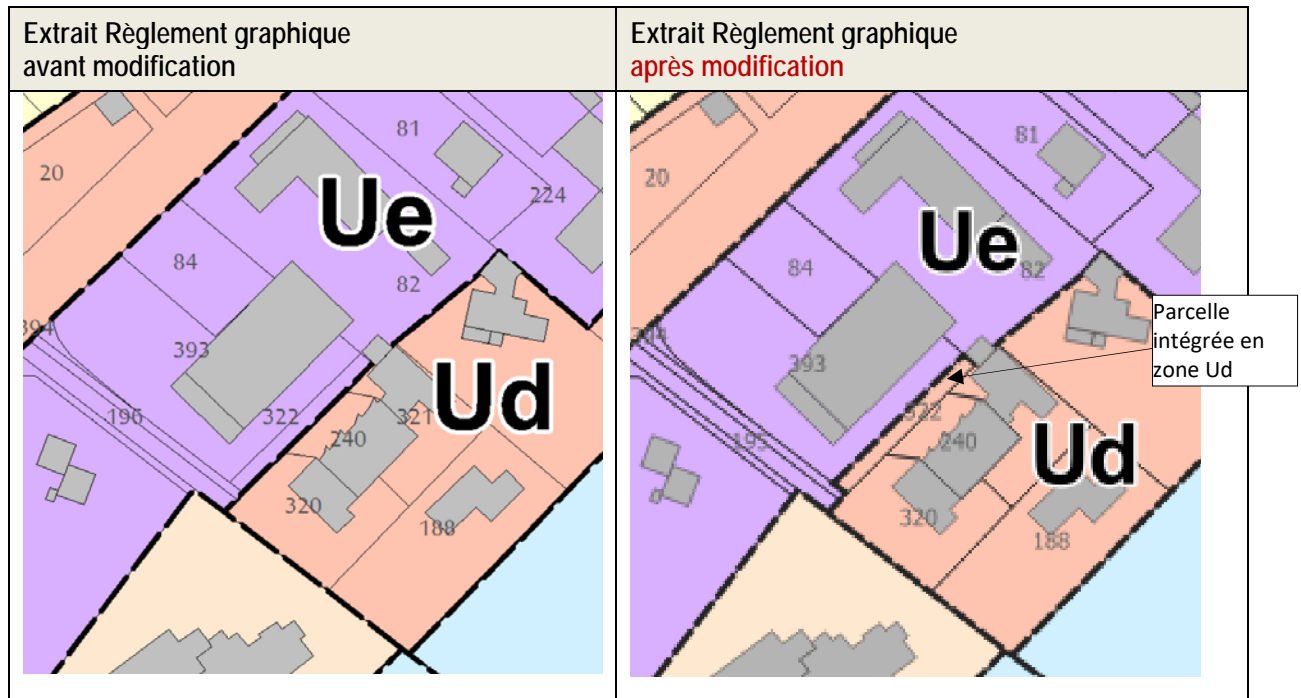 Extrait Règlement graphique
avant modification
Extrait Règlement graphique
après modification
81
20
224
Ue
84
82
394
393
196
322
321
Ud
240
320
188
81
20
Ue
84
82
393
322
195
240
Ud
320
188
Parcelle
intégrée en
zone Ud